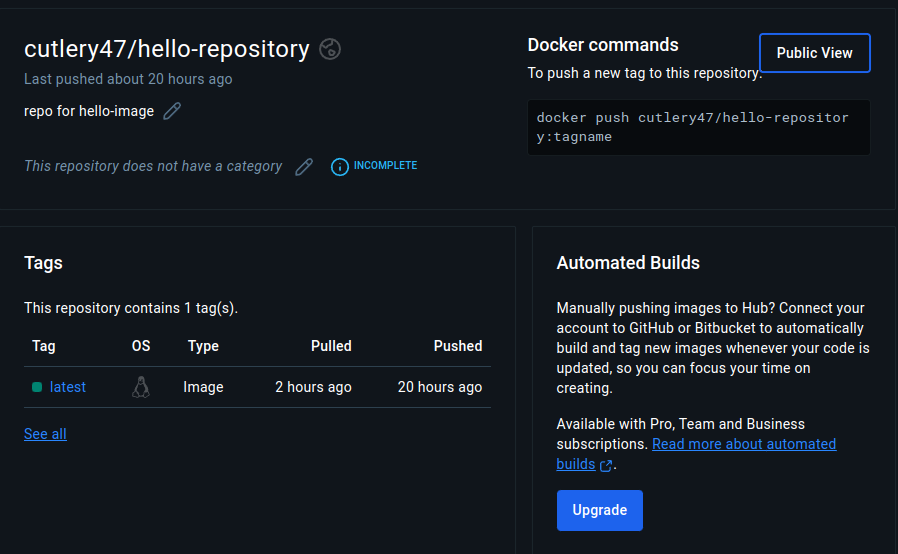 cutlery47/hello-repository
Last pushed about 20 hours ago
repo for hello-image
This repository does not have a category
INCOMPLETE
Docker commands
Public View
To push a new tag to this repository:
docker push cutlery47/hello-repositor
y:tagname
Tags
This repository contains 1 tag(s).
Tag OS Type Pulled Pushed
latest Image 2 hours ago 20 hours ago
See all
Automated Builds
Manually pushing images to Hub? Connect your
account to GitHub or Bitbucket to automatically
build and tag new images whenever your code is
updated, so you can focus your time on
creating.
Available with Pro, Team and Business
subscriptions. Read more about automated
builds .
Upgrade